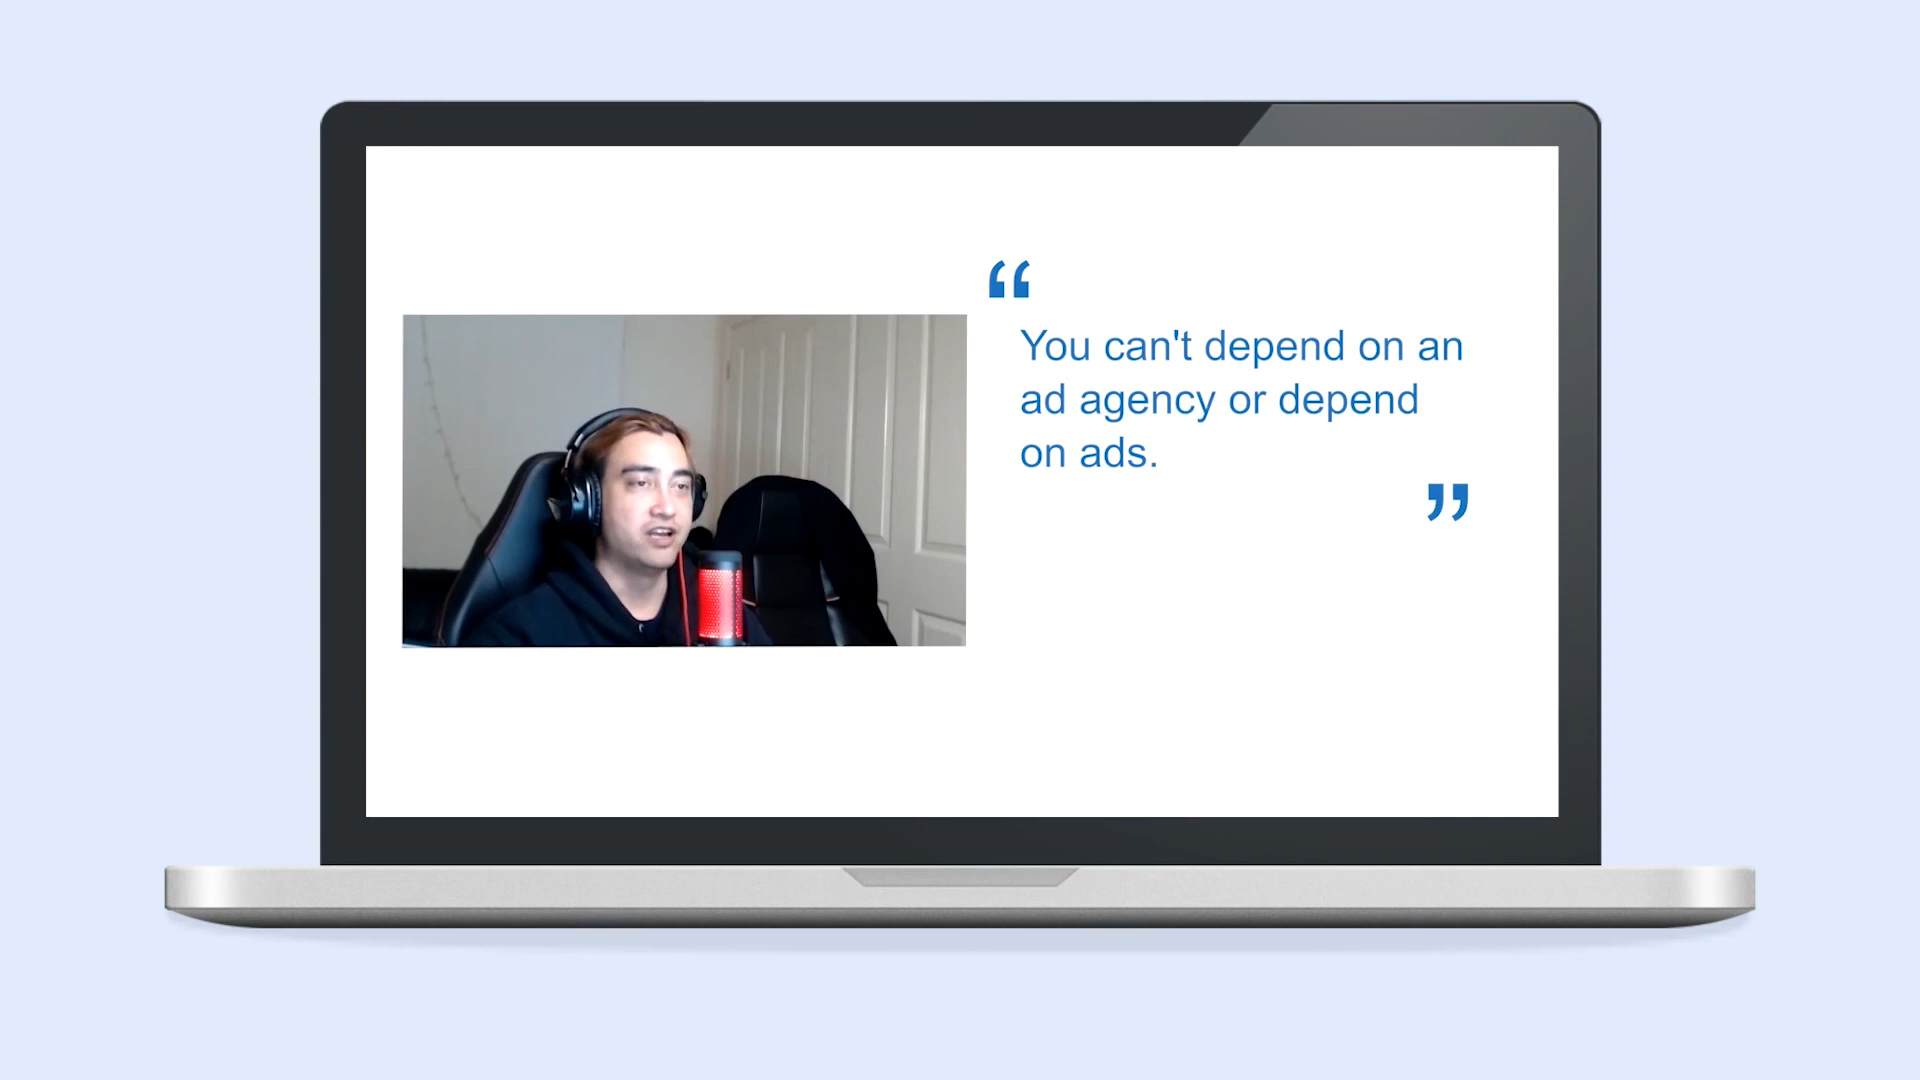 “
You can't depend on an
ad agency or depend
on ads.
”